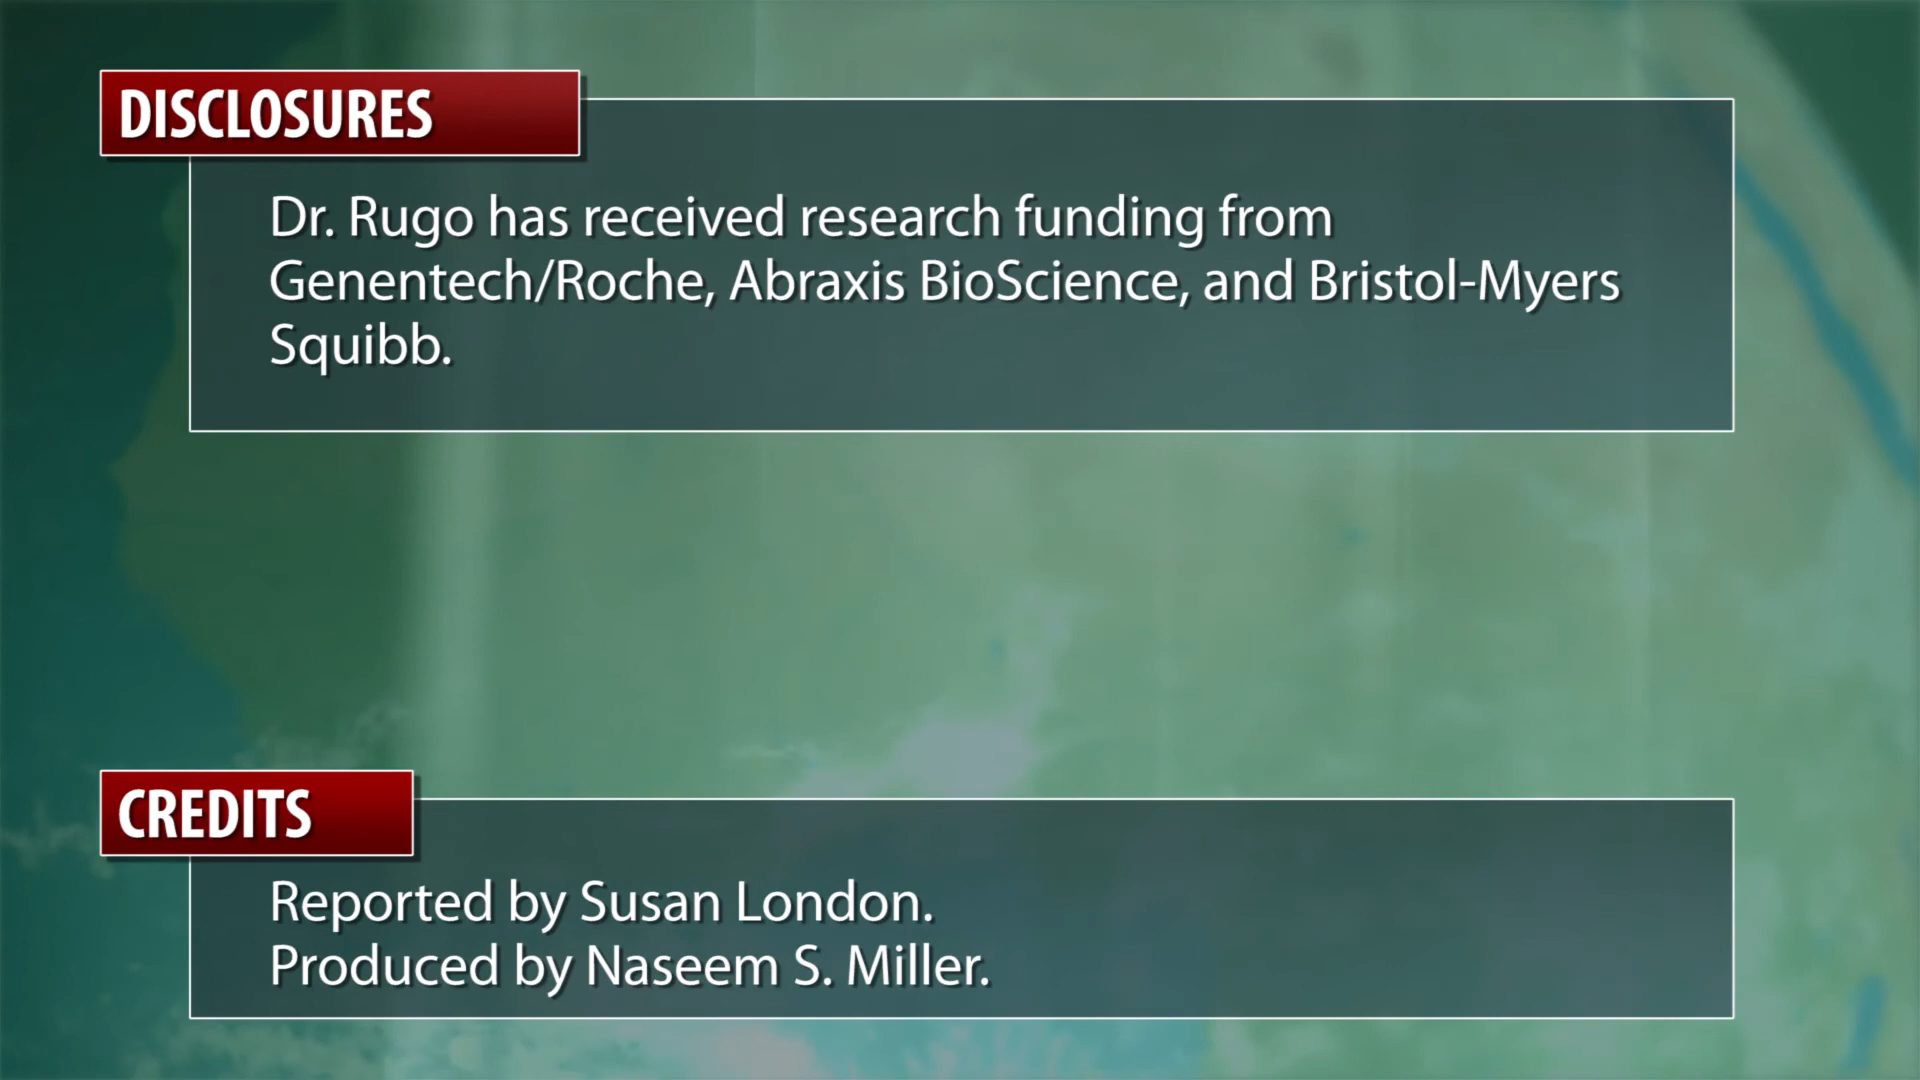 DISCLOSURES
Dr. Rugo has received research funding from
Genentech/Roche, Abraxis BioScience, and Bristol-Myers
Squibb.
CREDITS
Reported by Susan London.
Produced by Naseem S. Miller.